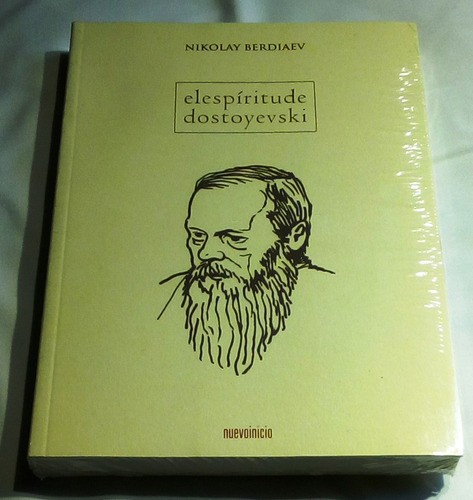 NIKOLAY BERDIAEV
elespíritude
dostoyevski
nuevoinicio